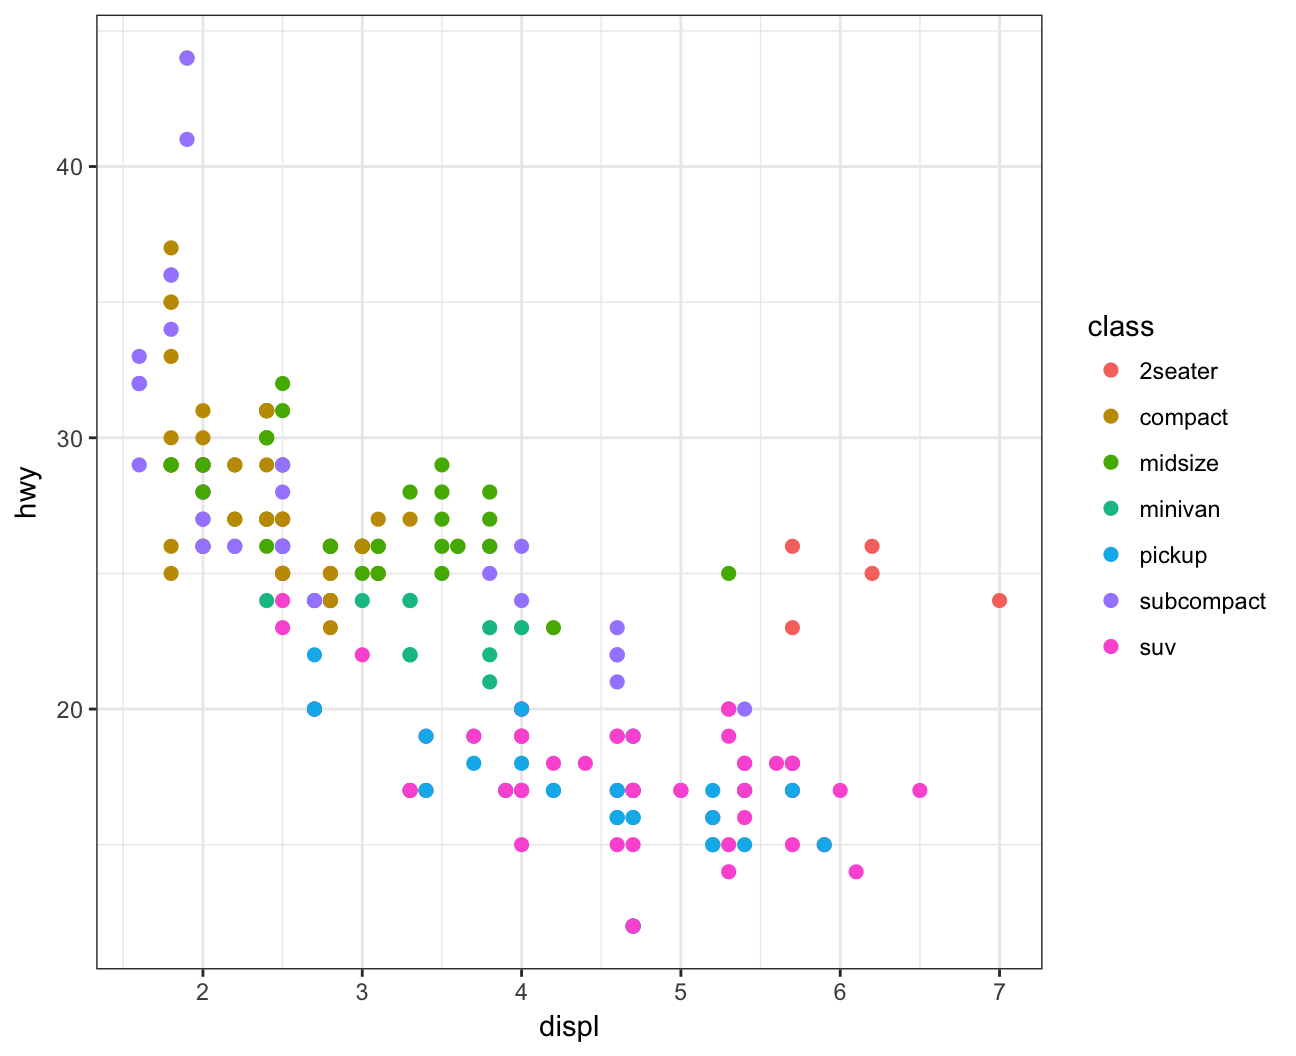 40
30
20
hwy
2 3 4 5 6 7
displ
class
2seater
compact
midsize
minivan
pickup
subcompact
suv